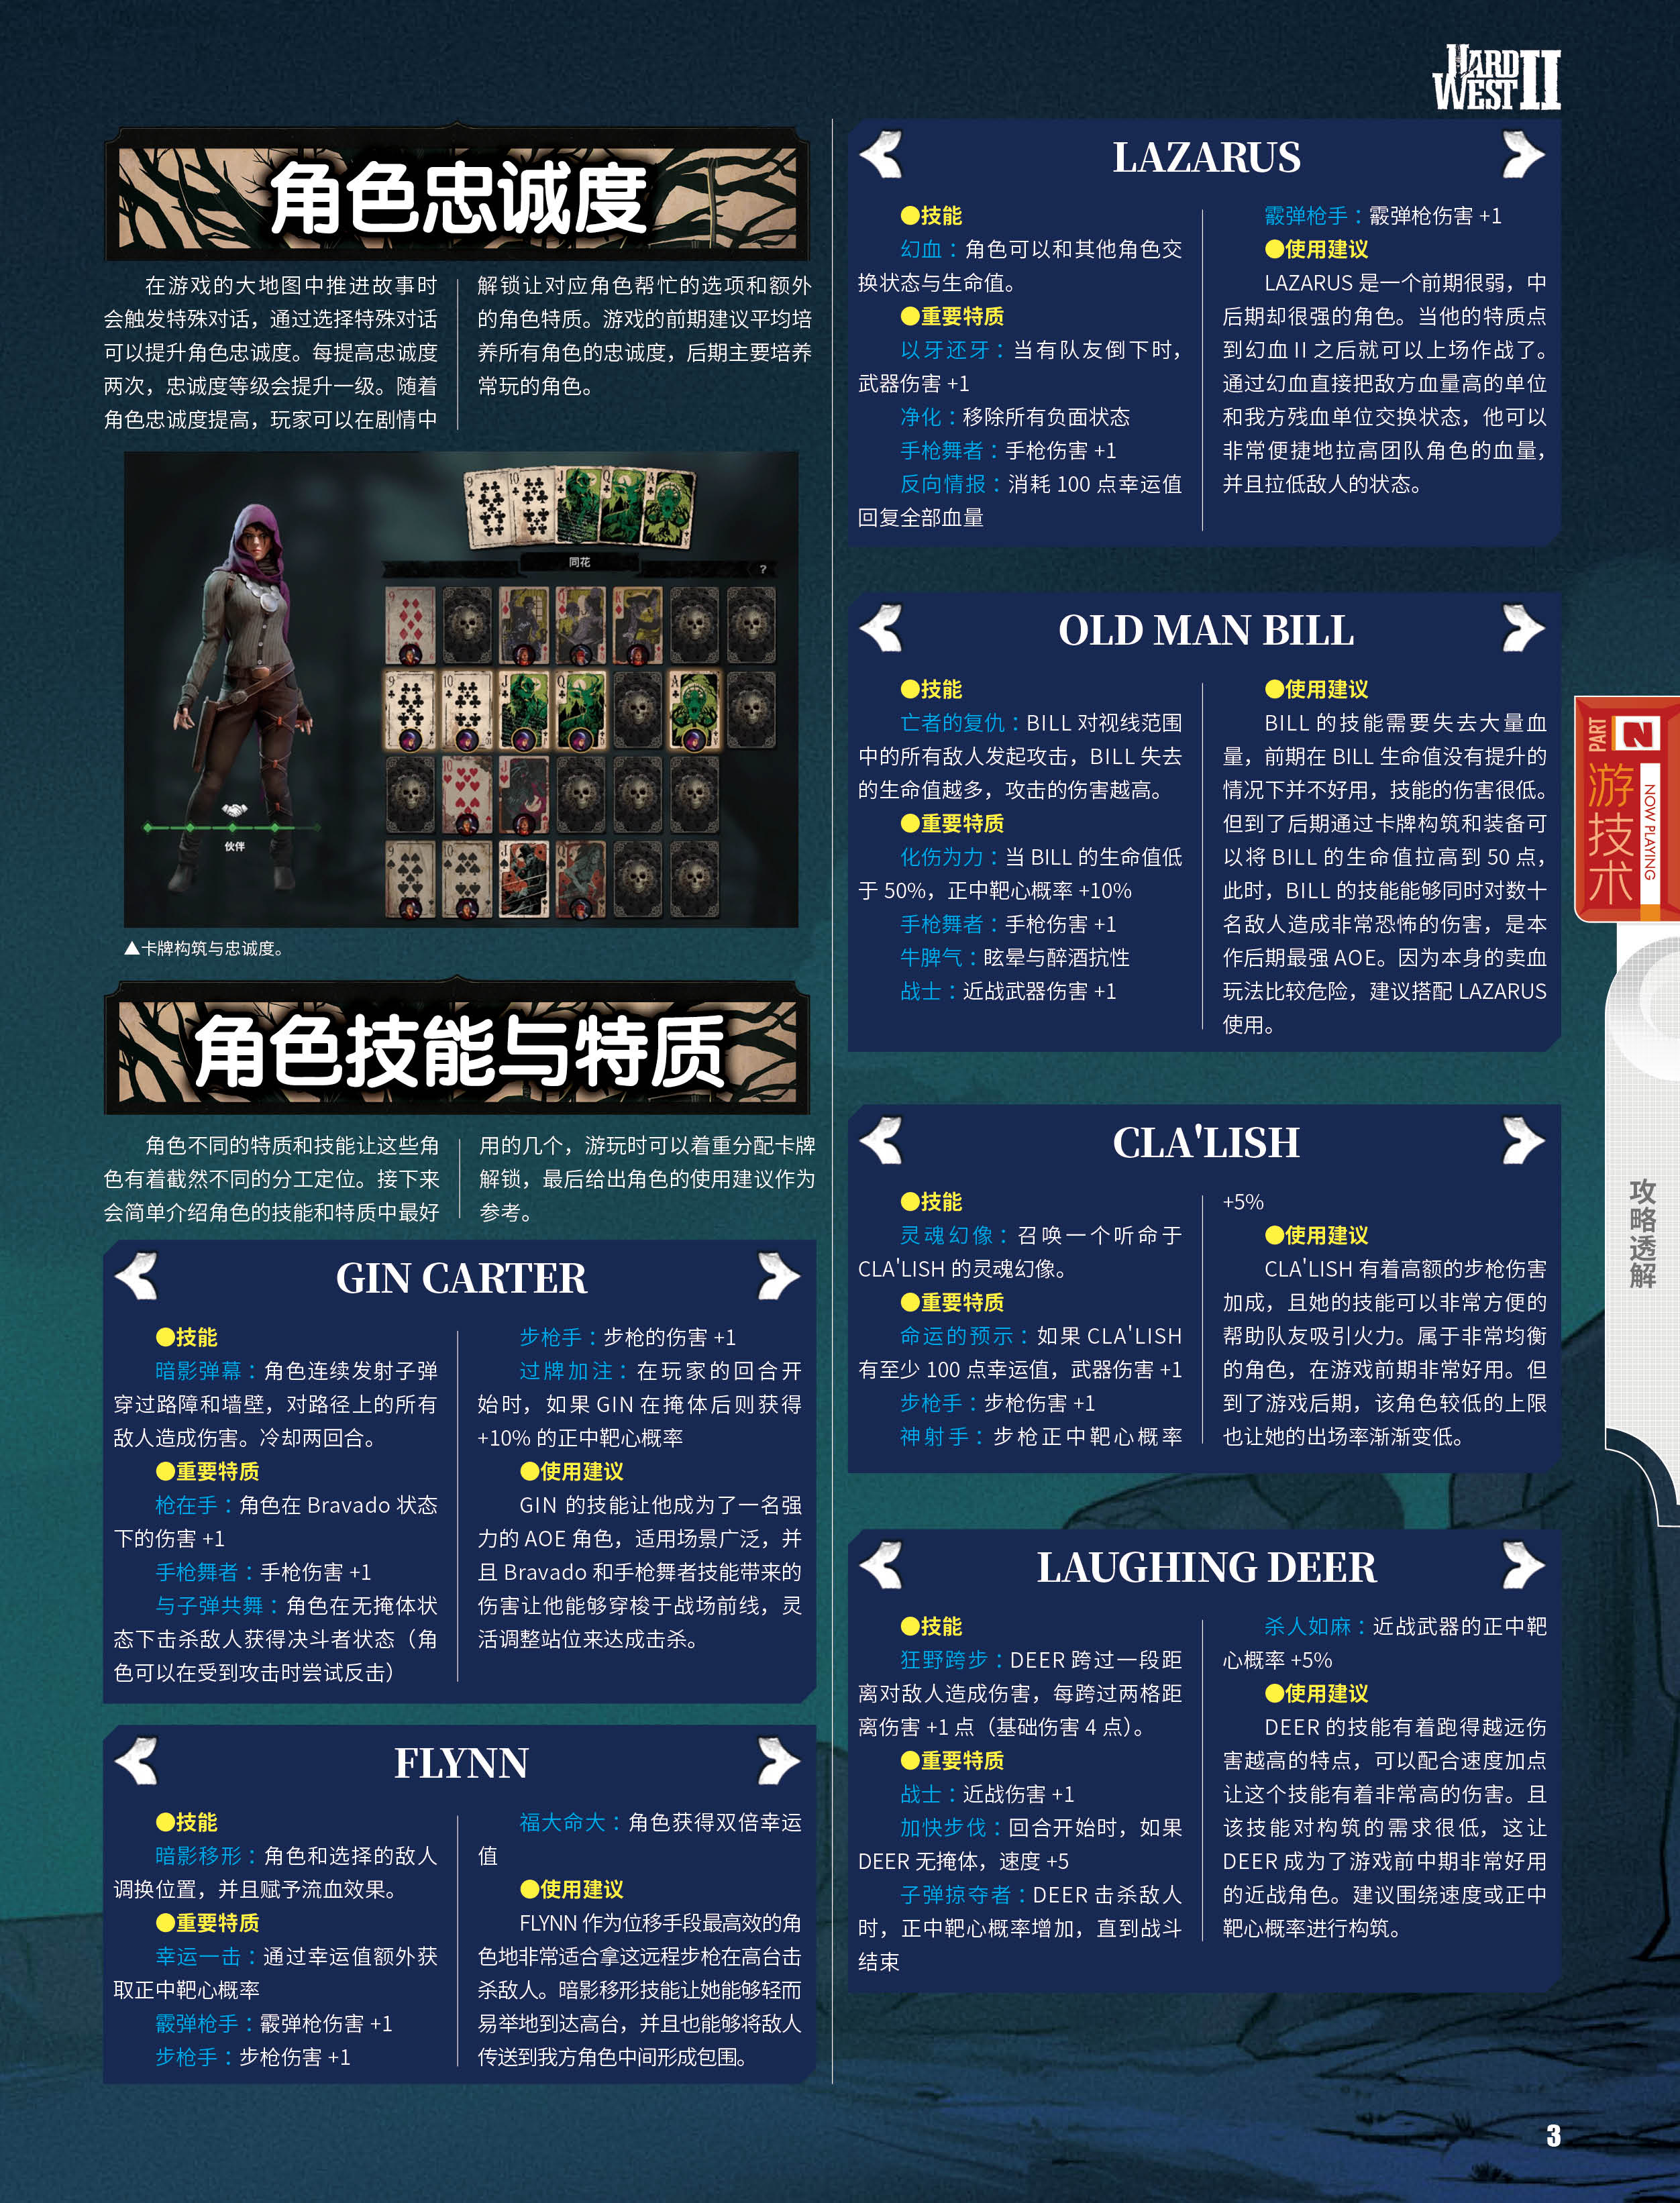 HARD WEST II
角色忠诚度
在游戏的大地图中推进故事时
会触发特殊对话，通过选择特殊对话
可以提升角色忠诚度。每提高忠诚度
两次，忠诚度等级会提升一级。随着
角色忠诚度提高，玩家可以在剧情中
解锁让对应角色帮忙的选项和额外
的角色特质。游戏的前期建议平均培
养所有角色的忠诚度，后期主要培养
常玩的角色。
同花
?
伙伴
▲卡牌构筑与忠诚度。
角色技能与特质
角色不同的特质和技能让这些角
色有着截然不同的分工定位。接下来
会简单介绍角色的技能和特质中最好
用的几个，游玩时可以着重分配卡牌
解锁，最后给出角色的使用建议作为
参考。
GIN CARTER
●技能
暗影弹幕：角色连续发射子弹
穿过路障和墙壁，对路径上的所有
敌人造成伤害。冷却两回合。
●重要特质
枪在手：角色在 Bravado 状态
下的伤害 +1
手枪舞者：手枪伤害 +1
与子弹共舞：角色在无掩体状
态下击杀敌人获得决斗者状态（角
色可以在受到攻击时尝试反击）
步枪手：步枪的伤害 +1
过牌加注：在玩家的回合开
始时，如果 GIN 在掩体后则获得
+10% 的正中靶心概率
●使用建议
GIN 的技能让他成为了一名强
力的 AOE 角色，适用场景广泛，并
且 Bravado 和手枪舞者技能带来的
伤害让他能够穿梭于战场前线，灵
活调整站位来达成击杀。
FLYNN
●技能
暗影移形：角色和选择的敌人
调换位置，并且赋予流血效果。
●重要特质
幸运一击：通过幸运值额外获
取正中靶心概率
霰弹枪手：霰弹枪伤害 +1
步枪手：步枪伤害 +1
福大命大：角色获得双倍幸运
值
●使用建议
FLYNN 作为位移手段最高效的角
色地非常适合拿这远程步枪在高台击
杀敌人。暗影移形技能让她能够轻而
易举地到达高台，并且也能够将敌人
传送到我方角色中间形成包围。
LAZARUS
●技能
幻血：角色可以和其他角色交
换状态与生命值。
●重要特质
以牙还牙：当有队友倒下时，
武器伤害 +1
净化：移除所有负面状态
手枪舞者：手枪伤害 +1
反向情报：消耗 100 点幸运值
回复全部血量
霰弹枪手：霰弹枪伤害 +1
●使用建议
LAZARUS 是一个前期很弱，中
后期却很强的角色。当他的特质点
到幻血 II 之后就可以上场作战了。
通过幻血直接把敌方血量高的单位
和我方残血单位交换状态，他可以
非常便捷地拉高团队角色的血量，
并且拉低敌人的状态。
OLD MAN BILL
●技能
亡者的复仇：BILL 对视线范围
中的所有敌人发起攻击，BILL 失去
的生命值越多，攻击的伤害越高。
●重要特质
化伤为力：当 BILL 的生命值低
于 50%，正中靶心概率 +10%
手枪舞者：手枪伤害 +1
牛脾气：眩晕与醉酒抗性
战士：近战武器伤害 +1
●使用建议
BILL 的技能需要失去大量血
量，前期在 BILL 生命值没有提升的
情况下并不好用，技能的伤害很低。
但到了后期通过卡牌构筑和装备可
以将 BILL 的生命值拉高到 50 点，
此时，BILL 的技能能够同时对数十
名敌人造成非常恐怖的伤害，是本
作后期最强 AOE。因为本身的卖血
玩法比较危险，建议搭配 LAZARUS
使用。
CLA'LISH
●技能
灵魂幻像：召唤一个听命于
CLA'LISH 的灵魂幻像。
●重要特质
命运的预示：如果 CLA'LISH
有至少 100 点幸运值，武器伤害 +1
步枪手：步枪伤害 +1
神射手：步枪正中靶心概率
+5%
●使用建议
CLA'LISH 有着高额的步枪伤害
加成，且她的技能可以非常方便的
帮助队友吸引火力。属于非常均衡
的角色，在游戏前期非常好用。但
到了游戏后期，该角色较低的上限
也让她的出场率渐渐变低。
LAUGHING DEER
●技能
狂野跨步：DEER 跨过一段距
离对敌人造成伤害，每跨过两格距
离伤害 +1 点（基础伤害 4 点）。
●重要特质
战士：近战伤害 +1
加快步伐：回合开始时，如果
DEER 无掩体，速度 +5
子弹掠夺者：DEER 击杀敌人
时，正中靶心概率增加，直到战斗
结束
杀人如麻：近战武器的正中靶
心概率 +5%
●使用建议
DEER 的技能有着跑得越远伤
害越高的特点，可以配合速度加点
让这个技能有着非常高的伤害。且
该技能对构筑的需求很低，这让
DEER 成为了游戏前中期非常好用
的近战角色。建议围绕速度或正中
靶心概率进行构筑。
PART 2
游技术
NOW PLAYING
攻略透解
3